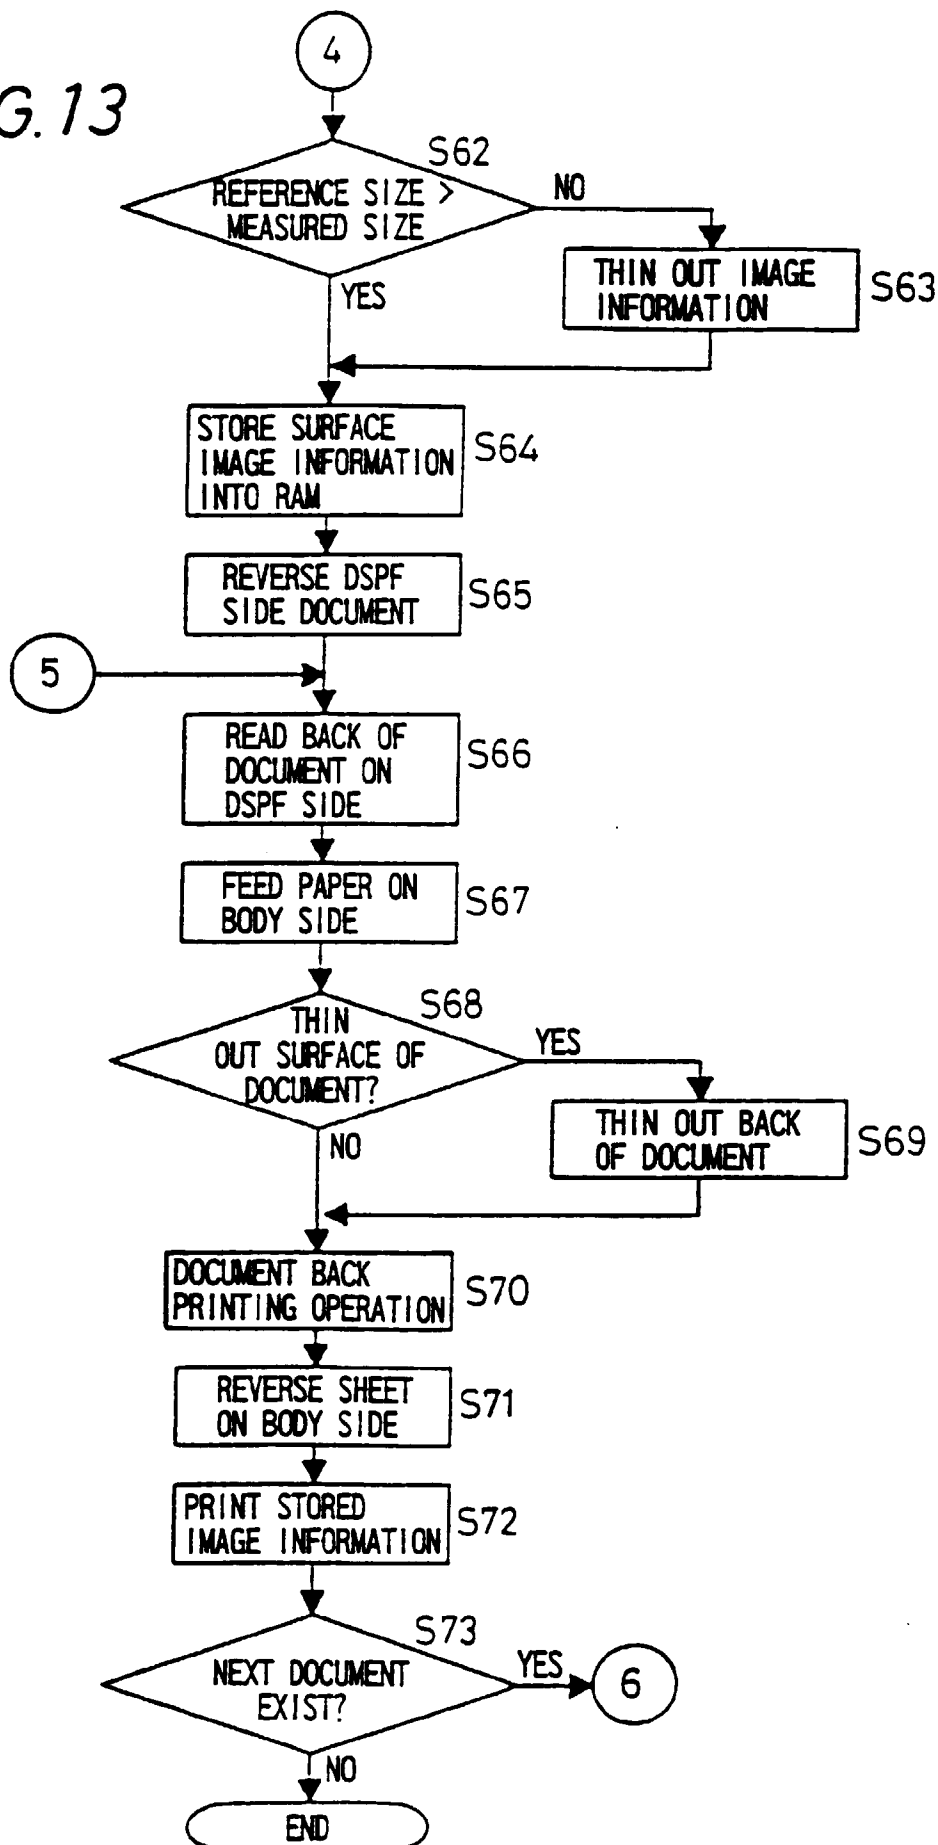 4
G.13
S62
REFERENCE SIZE >
MEASURED SIZE
NO
YES
THIN OUT IMAGE
INFORMATION
S63
STORE SURFACE
IMAGE INFORMATION
INTO RAM
S64
REVERSE DSPF
SIDE DOCUMENT
S65
5
READ BACK OF
DOCUMENT ON
DSPF SIDE
S66
FEED PAPER ON
BODY SIDE
S67
S68
THIN
OUT SURFACE OF
DOCUMENT?
YES
NO
THIN OUT BACK
OF DOCUMENT
S69
DOCUMENT BACK
PRINTING OPERATION
S70
REVERSE SHEET
ON BODY SIDE
S71
PRINT STORED
IMAGE INFORMATION
S72
S73
NEXT DOCUMENT
EXIST?
YES
6
NO
END